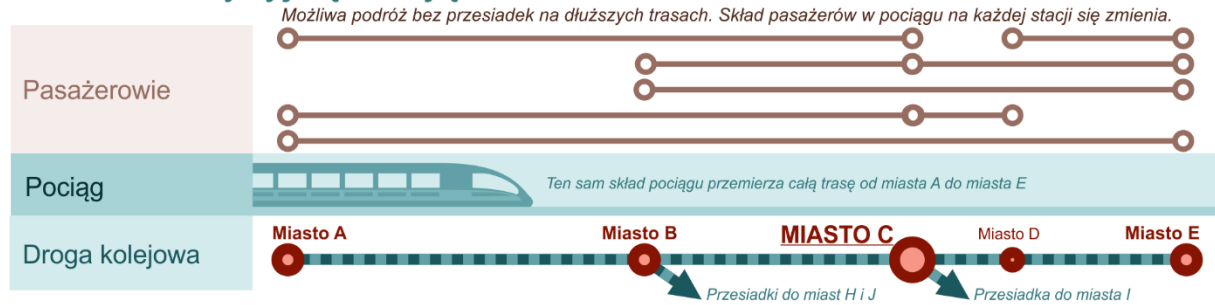 Możliwa podróż bez przesiadek na dłuższych trasach. Skład pasażerów w pociągu na każdej stacji się zmienia.
Pasażerowie
Pociąg
Ten sam skład pociągu przemierza całą trasę od miasta A do miasta E
Droga kolejowa
Miasto A
Miasto B
MIASTO C
Miasto D
Miasto E
Przesiadki do miast H i J
Przesiadka do miasta I